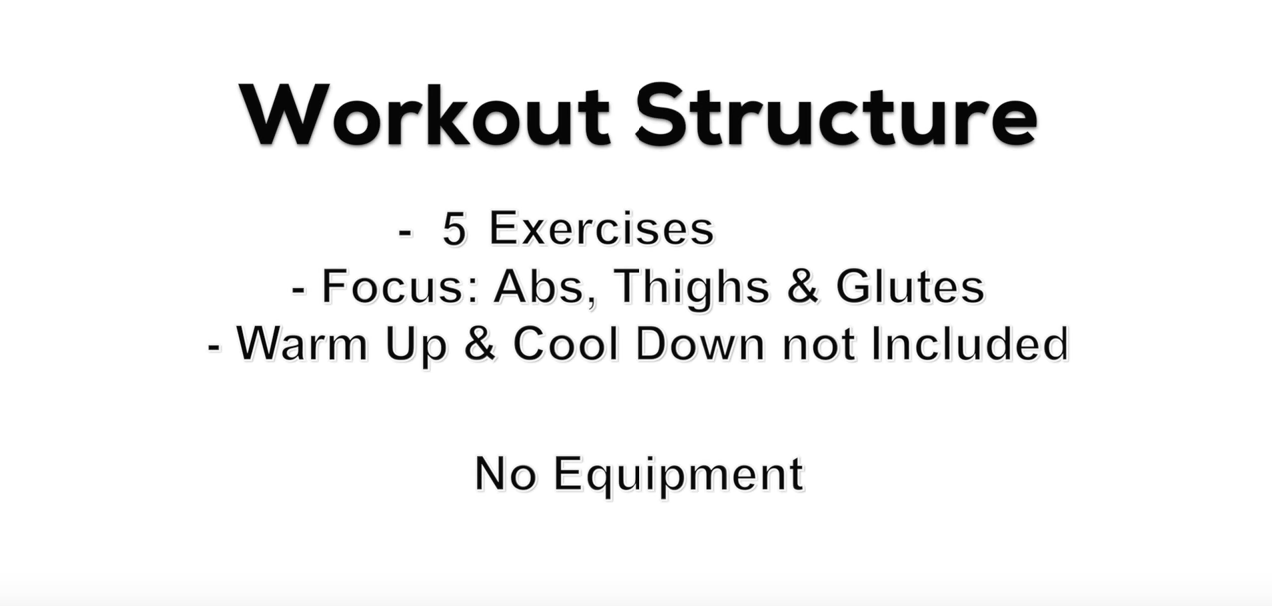 Workout Structure
- 5 Exercises
- Focus: Abs, Thighs & Glutes
- Warm Up & Cool Down not Included
No Equipment